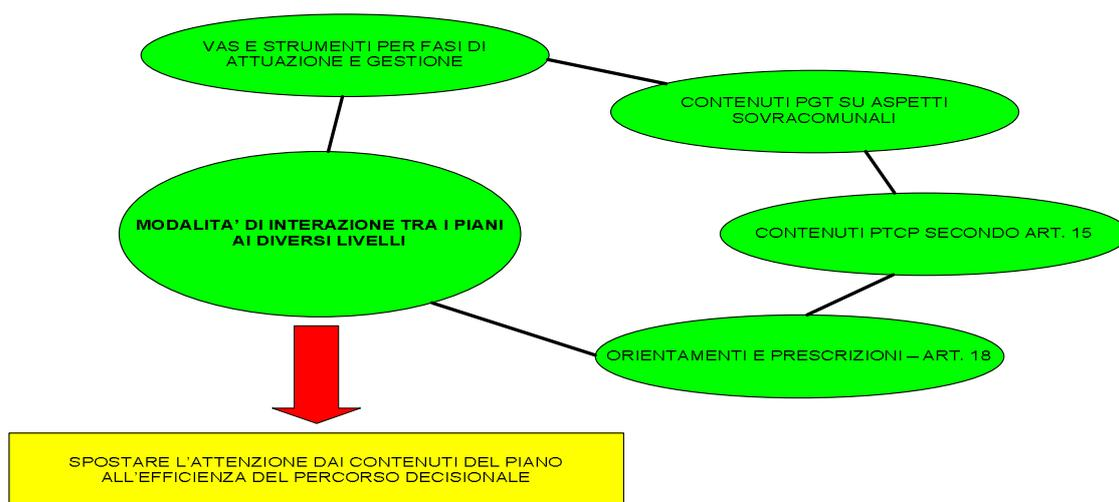 VAS E STRUMENTI PER FASI DI
ATTUAZIONE E GESTIONE
CONTENUTI PGT SU ASPETTI
SOVRACOMUNALI
MODALITA' DI INTERAZIONE TRA I PIANI
AI DIVERSI LIVELLI
CONTENUTI PTCP SECONDO ART. 15
ORIENTAMENTI E PRESCRIZIONI – ART. 18
SPOSTARE L'ATTENZIONE DAI CONTENUTI DEL PIANO
ALL'EFFICIENZA DEL PERCORSO DECISIONALE